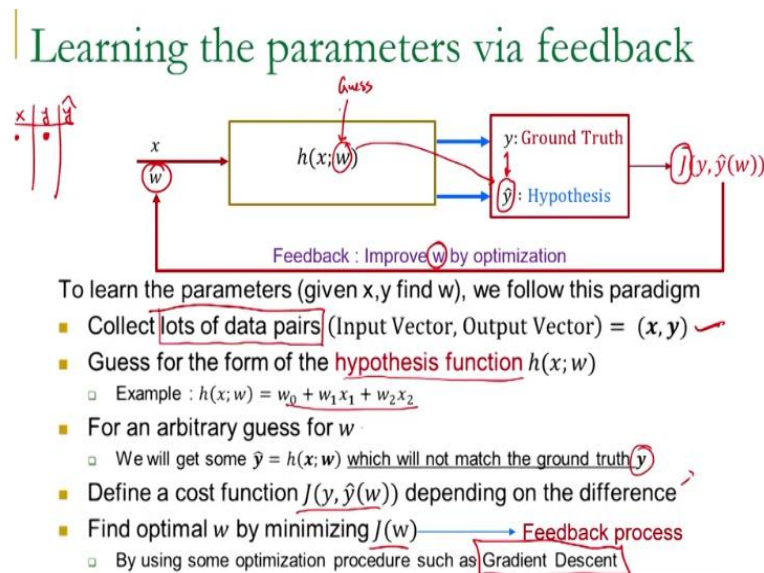 Learning the parameters via feedback
Guess
x | y | ŷ
x
w
h(x; w)
y: Ground Truth
ŷ : Hypothesis
J(y, ŷ(w))
Feedback : Improve w by optimization
To learn the parameters (given x,y find w), we follow this paradigm
Collect lots of data pairs (Input Vector, Output Vector) = (x, y)
Guess for the form of the hypothesis function h(x; w)
Example : h(x; w) = w₀ + w₁x₁ + w₂x₂
For an arbitrary guess for w
We will get some ŷ = h(x; w) which will not match the ground truth y
Define a cost function J(y, ŷ(w)) depending on the difference
Find optimal w by minimizing J(w) → Feedback process
By using some optimization procedure such as Gradient Descent